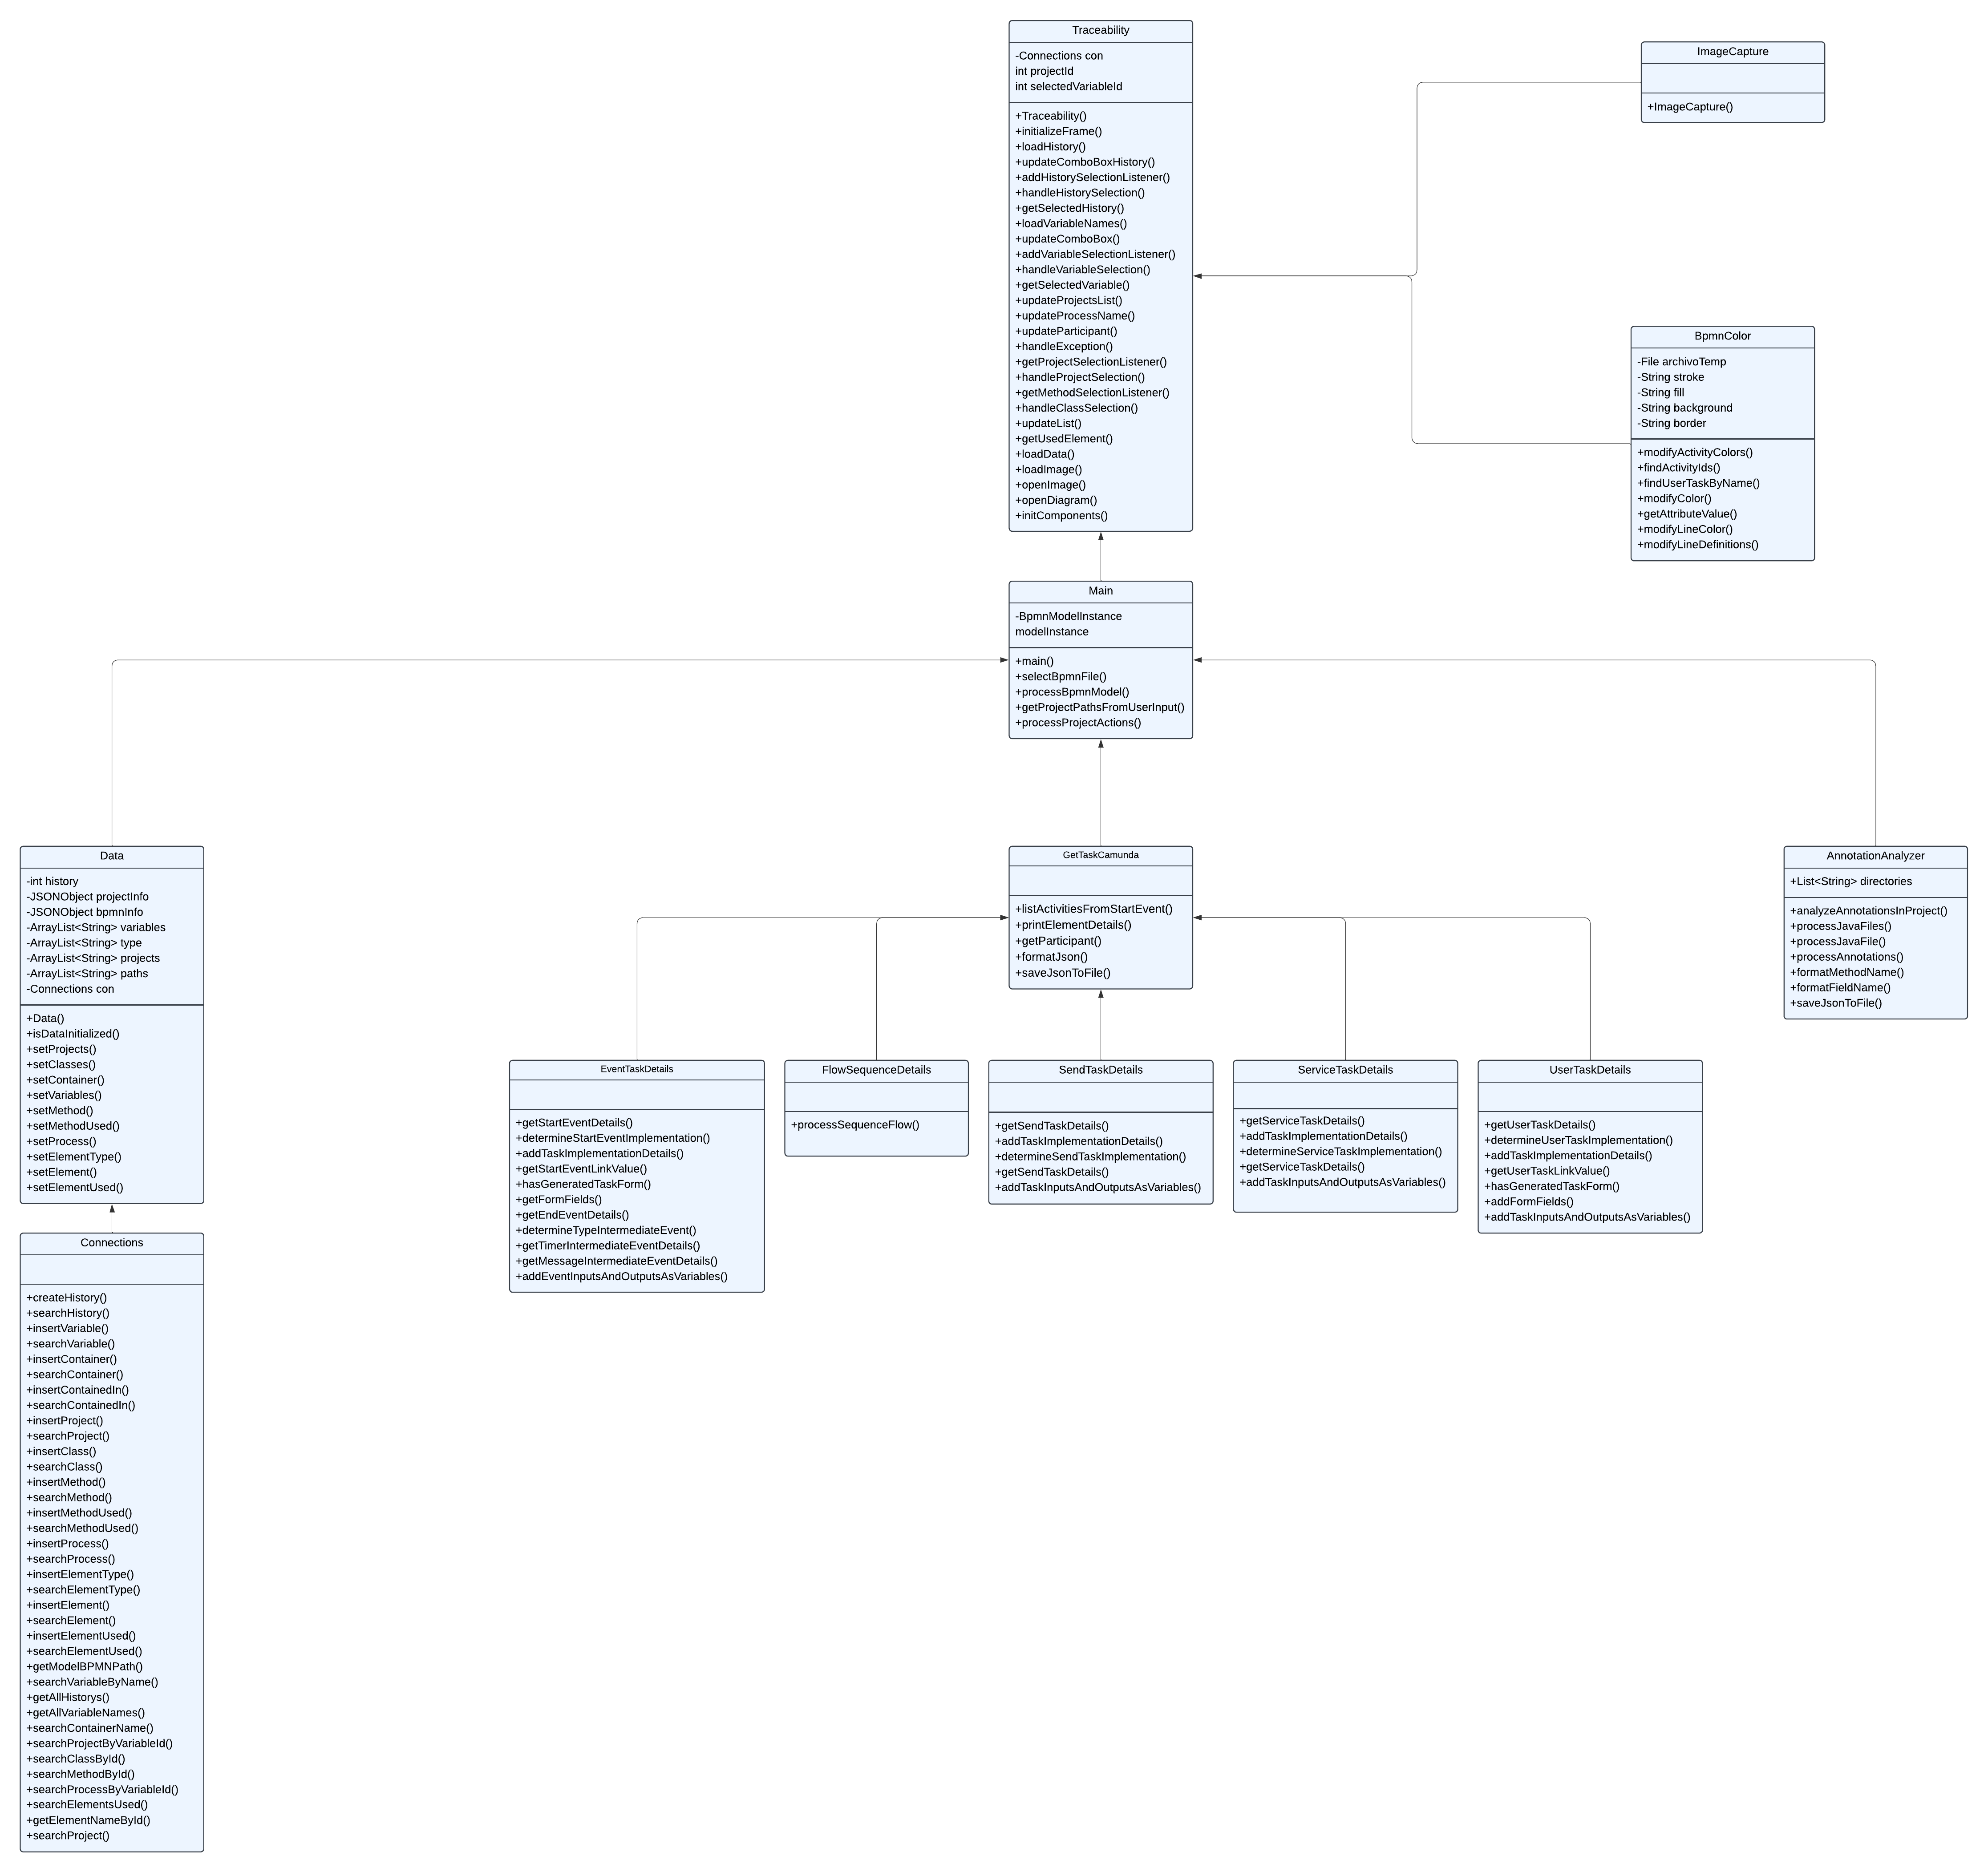 Traceability
-Connections con
int projectId
int selectedVariableId
+Traceability()
+initializeFrame()
+loadHistory()
+updateComboBoxHistory()
+addHistorySelectionListener()
+handleHistorySelection()
+getSelectedHistory()
+loadVariableNames()
+updateComboBox()
+addVariableSelectionListener()
+handleVariableSelection()
+getSelectedVariable()
+updateProjectsList()
+updateProcessName()
+updateParticipant()
+handleException()
+getProjectSelectionListener()
+handleProjectSelection()
+getMethodSelectionListener()
+handleClassSelection()
+updateList()
+getUsedElement()
+loadData()
+loadImage()
+openImage()
+openDiagram()
+initComponents()
ImageCapture
+ImageCapture()
BpmnColor
-File archivoTemp
-String stroke
-String fill
-String background
-String border
+modifyActivityColors()
+findActivityIds()
+findUserTaskByName()
+modifyColor()
+getAttributeValue()
+modifyLineColor()
+modifyLineDefinitions()
Main
-BpmnModelInstance
modelInstance
+main()
+selectBpmnFile()
+processBpmnModel()
+getProjectPathsFromUserInput()
+processProjectActions()
Data
-int history
-JSONObject projectInfo
-JSONObject bpmnInfo
-ArrayList<String> variables
-ArrayList<String> type
-ArrayList<String> projects
-ArrayList<String> paths
-Connections con
+Data()
+isDataInitialized()
+setProjects()
+setClasses()
+setContainer()
+setVariables()
+setMethod()
+setMethodUsed()
+setProcess()
+setElementType()
+setElement()
+setElementUsed()
GetTaskCamunda
+listActivitiesFromStartEvent()
+printElementDetails()
+getParticipant()
+formatJson()
+saveJsonToFile()
AnnotationAnalyzer
+List<String> directories
+analyzeAnnotationsInProject()
+processJavaFiles()
+processJavaFile()
+processAnnotations()
+formatMethodName()
+formatFieldName()
+saveJsonToFile()
EventTaskDetails
+getStartEventDetails()
+determineStartEventImplementation()
+addTaskImplementationDetails()
+getStartEventLinkValue()
+hasGeneratedTaskForm()
+getFormFields()
+getEndEventDetails()
+determineTypeIntermediateEvent()
+getTimerIntermediateEventDetails()
+getMessageIntermediateEventDetails()
+addEventInputsAndOutputsAsVariables()
FlowSequenceDetails
+processSequenceFlow()
SendTaskDetails
+getSendTaskDetails()
+addTaskImplementationDetails()
+determineSendTaskImplementation()
+getSendTaskDetails()
+addTaskInputsAndOutputsAsVariables()
ServiceTaskDetails
+getServiceTaskDetails()
+addTaskImplementationDetails()
+determineServiceTaskImplementation()
+getServiceTaskDetails()
+addTaskInputsAndOutputsAsVariables()
UserTaskDetails
+getUserTaskDetails()
+determineUserTaskImplementation()
+addTaskImplementationDetails()
+getUserTaskLinkValue()
+hasGeneratedTaskForm()
+addFormFields()
+addTaskInputsAndOutputsAsVariables()
Connections
+createHistory()
+searchHistory()
+insertVariable()
+searchVariable()
+insertContainer()
+searchContainer()
+insertContainedIn()
+searchContainedIn()
+insertProject()
+searchProject()
+insertClass()
+searchClass()
+insertMethod()
+searchMethod()
+insertMethodUsed()
+searchMethodUsed()
+insertProcess()
+searchProcess()
+insertElementType()
+searchElementType()
+insertElement()
+searchElement()
+insertElementUsed()
+searchElementUsed()
+getModelBPMNPath()
+searchVariableByName()
+getAllHistorys()
+getAllVariableNames()
+searchContainerName()
+searchProjectByVariableId()
+searchClassById()
+searchMethodById()
+searchProcessByVariableId()
+searchElementsUsed()
+getElementNameById()
+searchProject()